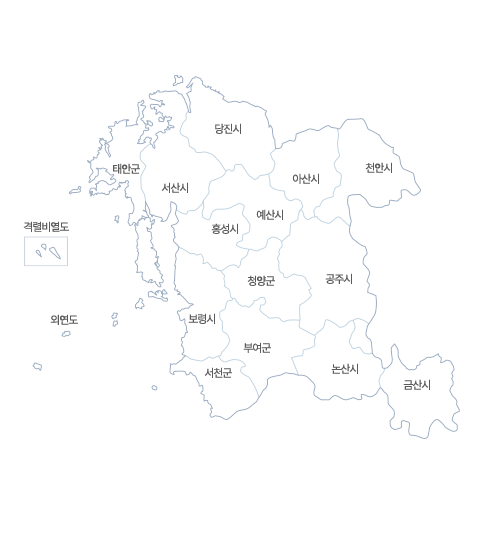 당진시
태안군
서산시
아산시
천안시
예산시
격렬비열도
홍성시
청양군
공주시
외연도
보령시
부여군
서천군
논산시
금산시